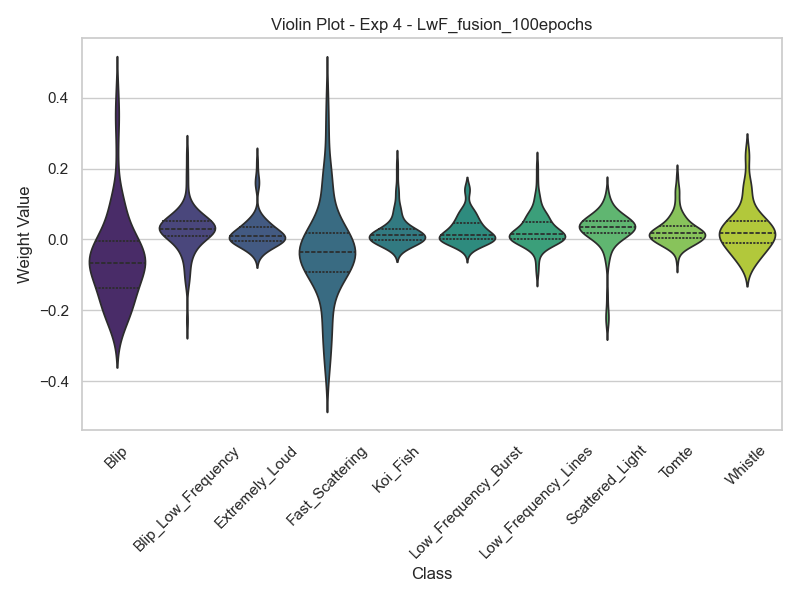 Violin Plot - Exp 4 - LwF_fusion_100epochs
Weight Value
0.4
0.2
0.0
−0.2
−0.4
Blip
Blip_Low_Frequency
Extremely_Loud
Fast_Scattering
Koi_Fish
Low_Frequency_Burst
Low_Frequency_Lines
Scattered_Light
Tomte
Whistle
Class